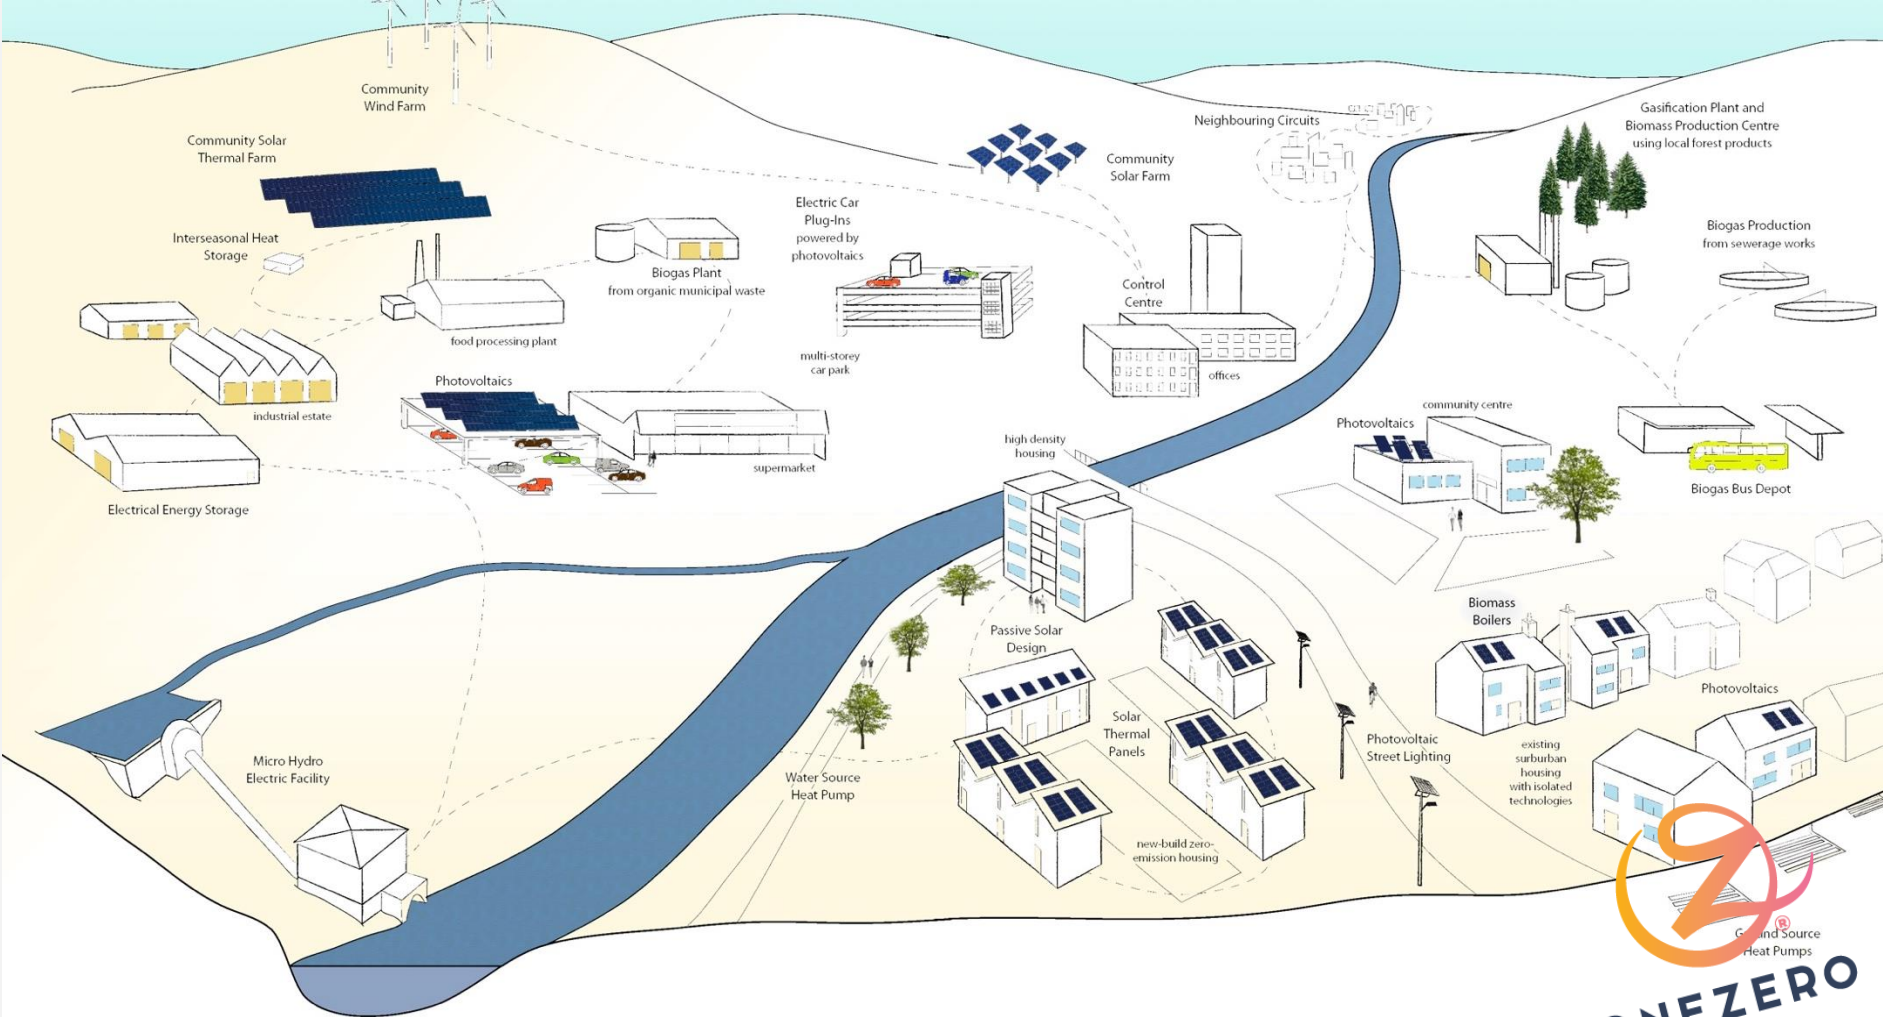 Community
Wind Farm
Community Solar
Thermal Farm
Interseasonal Heat
Storage
Biogas Plant
from organic municipal waste
food processing plant
industrial estate
Electrical Energy Storage
Photovoltaics
supermarket
Electric Car
Plug-Ins
powered by
photovoltaics
multi-storey
car park
Community
Solar Farm
Control
Centre
offices
Neighbouring Circuits
Gasification Plant and
Biomass Production Centre
using local forest products
Biogas Production
from sewerage works
Biogas Bus Depot
community centre
Photovoltaics
high density
housing
Passive Solar
Design
Solar
Thermal
Panels
Water Source
Heat Pump
new-build zero-
emission housing
Micro Hydro
Electric Facility
Photovoltaic
Street Lighting
Biomass
Boilers
existing
surburban
housing
with isolated
technologies
Photovoltaics
Source
Heat Pumps
®